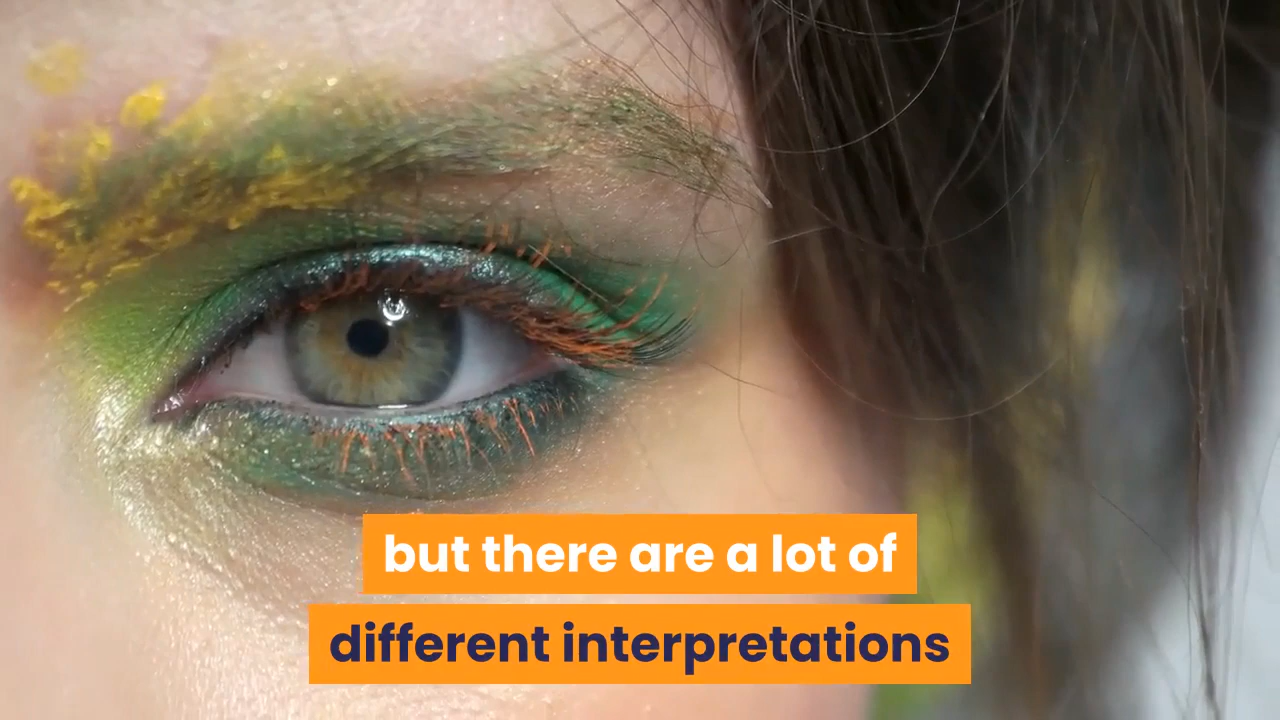 but there are a lot of
different interpretations